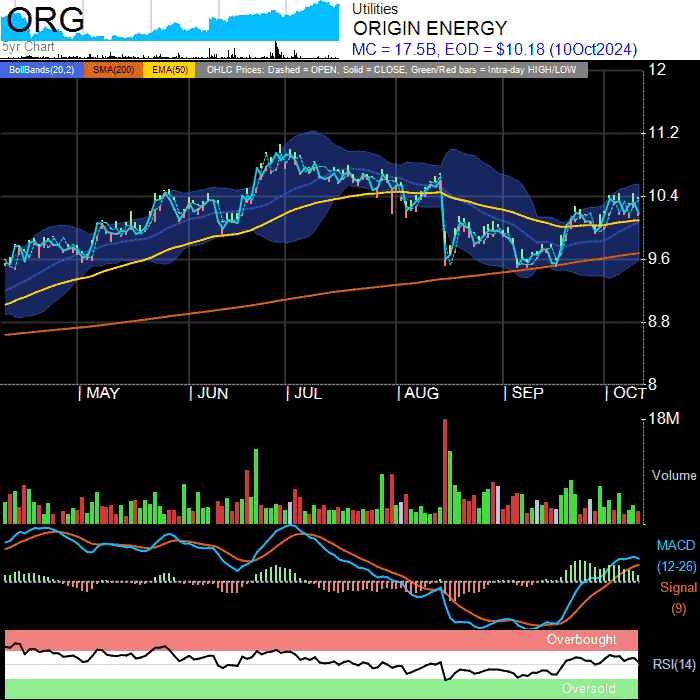 ORG
5yr Chart
Utilities
ORIGIN ENERGY
MC = 17.5B, EOD = $10.18 (10Oct2024)
BollBands(20,2) SMA(200) EMA(50) OHLC Prices: Dashed = OPEN, Solid = CLOSE, Green/Red bars = Intra-day HIGH/LOW
12
11.2
10.4
9.6
8.8
8
| MAY | JUN | JUL | AUG | SEP | OCT
18M
Volume
MACD
(12-26)
Signal
(9)
Overbought
RSI(14)
Oversold